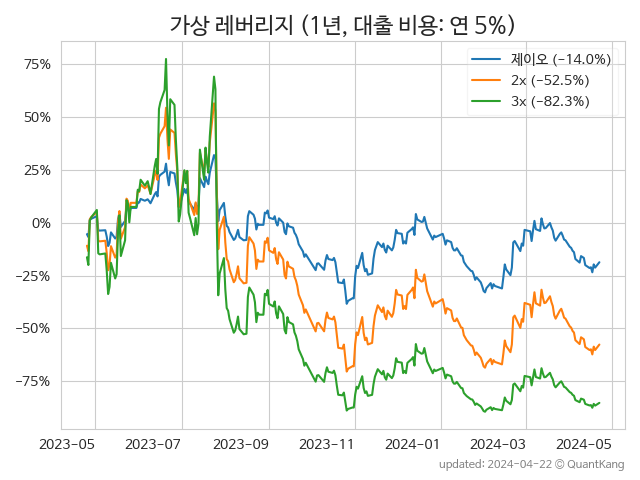 가상 레버리지 (1년, 대출 비용: 연 5%)
제이오 (−14.0%)
2x (−52.5%)
3x (−82.3%)
75%
50%
25%
0%
−25%
−50%
−75%
2023-05
2023-07
2023-09
2023-11
2024-01
2024-03
2024-05
updated: 2024-04-22 © QuantKang